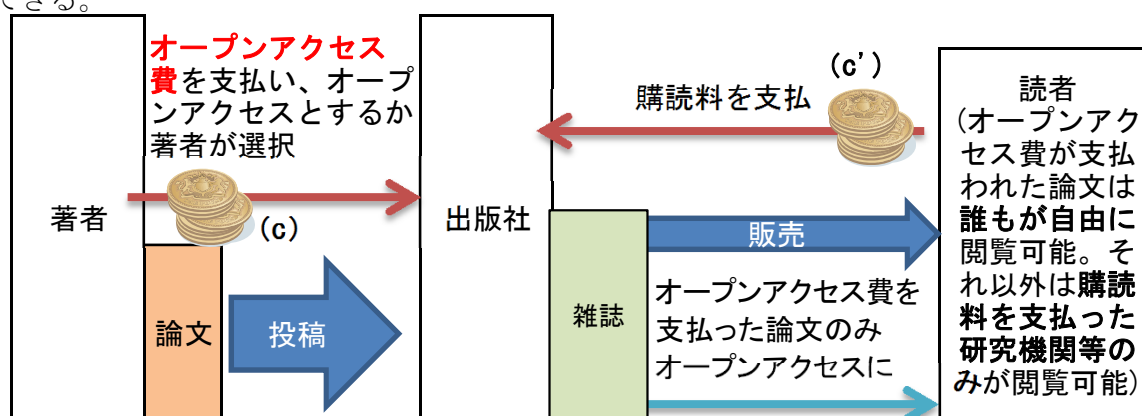 できる。
オープンアクセス
費を支払い、オープ
ンアクセスとするか
著者が選択
(c)
著者
論文
投稿
出版社
購読料を支払
(c')
雑誌
販売
オープンアクセス費を
支払った論文のみ
オープンアクセスに
読者
(オープンアク
セス費が支払
われた論文は
誰もが自由に
閲覧可能。そ
れ以外は購読
料を支払った
研究機関等の
みが閲覧可能)